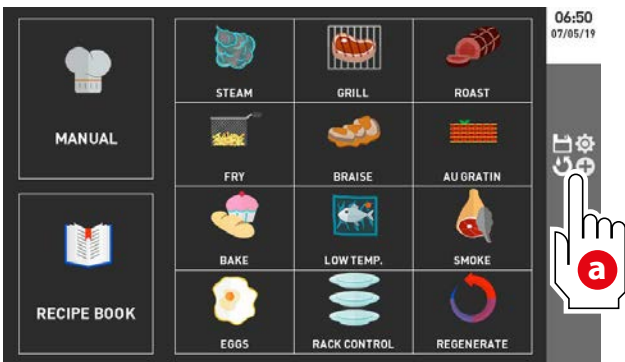 06:50
07/05/19
MANUAL
RECIPE BOOK
STEAM
GRILL
ROAST
FRY
BRAISE
AU GRATIN
BAKE
LOW TEMP.
SMOKE
EGGS
RACK CONTROL
REGENERATE
a